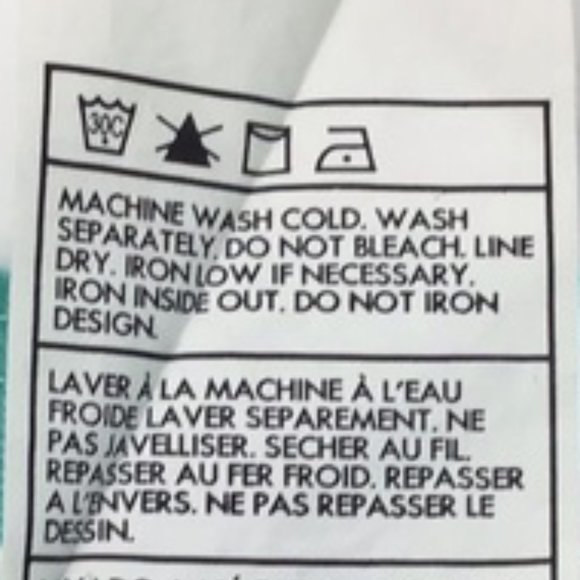 30C
MACHINE WASH COLD. WASH
SEPARATELY. DO NOT BLEACH. LINE
DRY. IRON LOW IF NECESSARY.
IRON INSIDE OUT. DO NOT IRON
DESIGN.
LAVER À LA MACHINE À L'EAU
FROIDE LAVER SEPAREMENT. NE
PAS JAVELLISER. SECHER AU FIL.
REPASSER AU FER FROID. REPASSER
A L'ENVERS. NE PAS REPASSER LE
DESSIN.